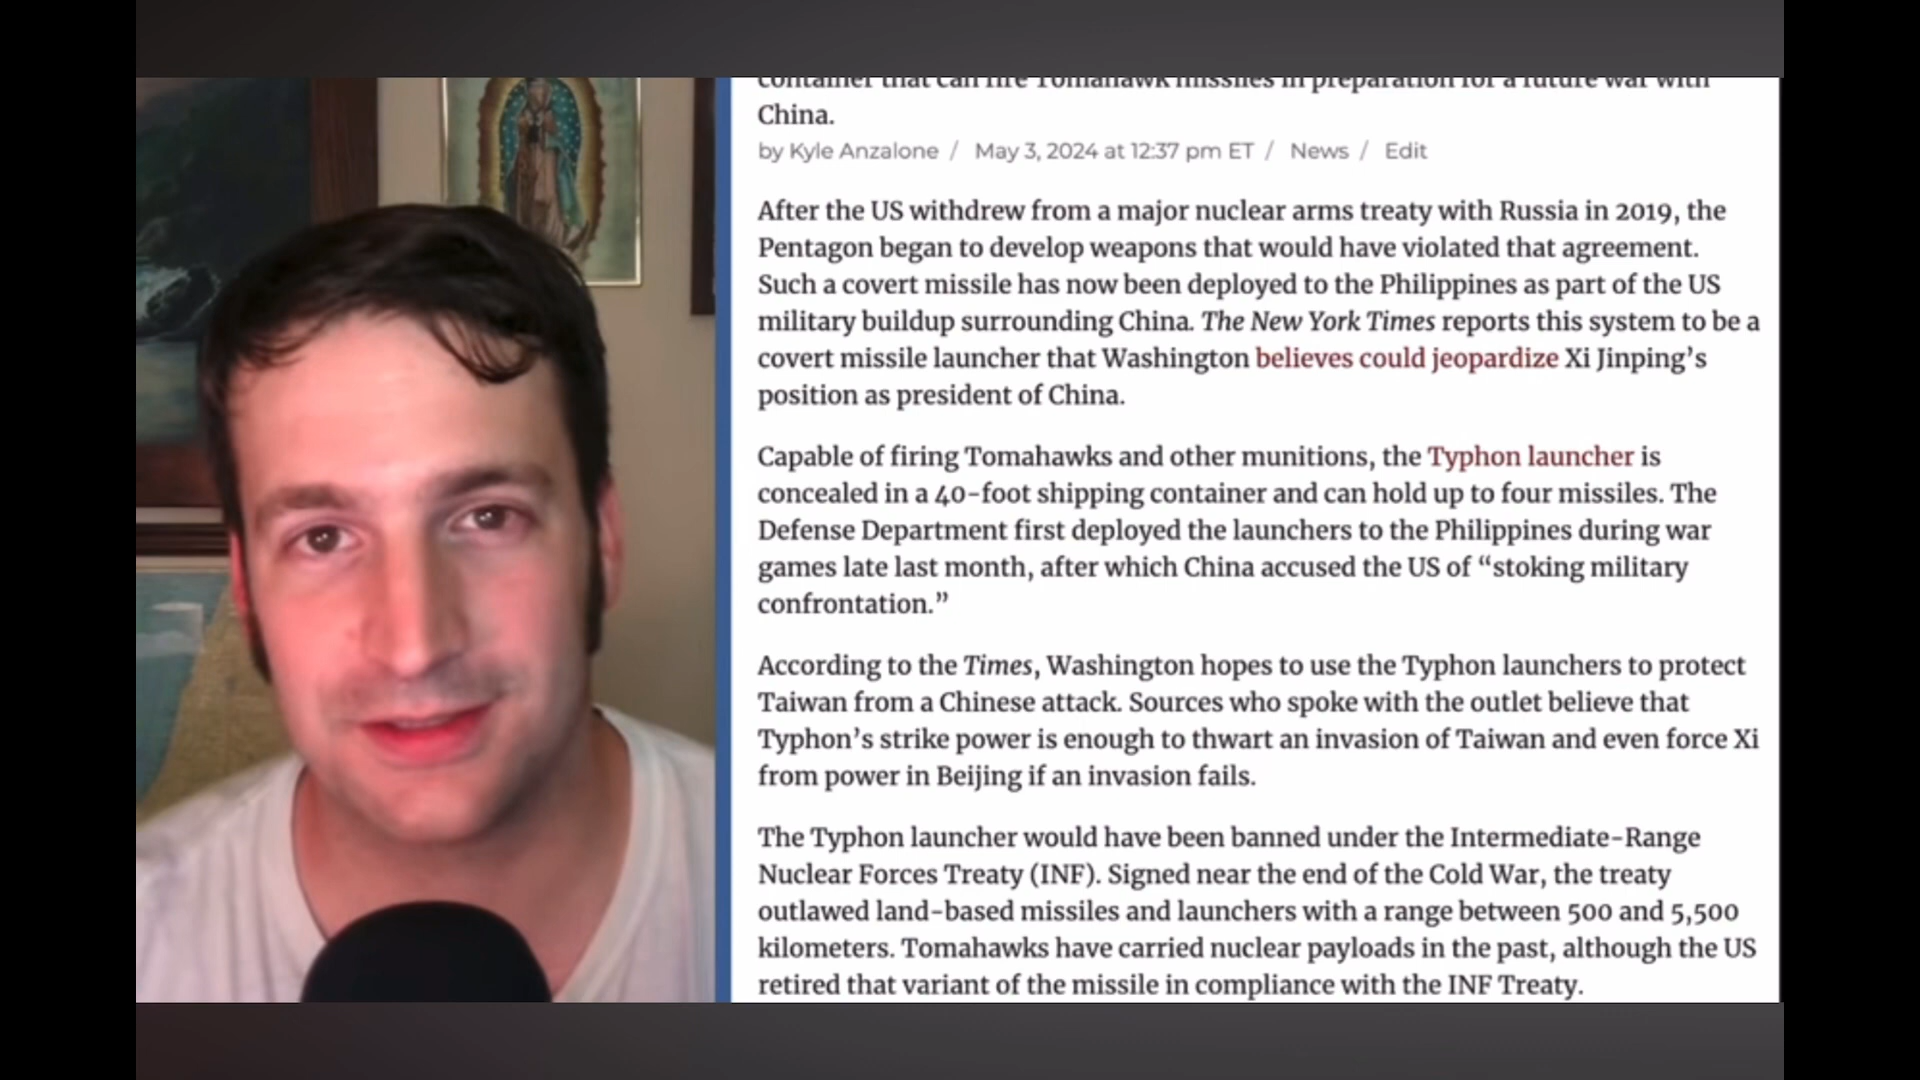 container that can fire Tomahawk missiles in preparation for a future war with
China.
by Kyle Anzalone / May 3, 2024 at 12:37 pm ET / News / Edit
After the US withdrew from a major nuclear arms treaty with Russia in 2019, the
Pentagon began to develop weapons that would have violated that agreement.
Such a covert missile has now been deployed to the Philippines as part of the US
military buildup surrounding China. The New York Times reports this system to be a
covert missile launcher that Washington believes could jeopardize Xi Jinping’s
position as president of China.
Capable of firing Tomahawks and other munitions, the Typhon launcher is
concealed in a 40-foot shipping container and can hold up to four missiles. The
Defense Department first deployed the launchers to the Philippines during war
games late last month, after which China accused the US of “stoking military
confrontation.”
According to the Times, Washington hopes to use the Typhon launchers to protect
Taiwan from a Chinese attack. Sources who spoke with the outlet believe that
Typhon’s strike power is enough to thwart an invasion of Taiwan and even force Xi
from power in Beijing if an invasion fails.
The Typhon launcher would have been banned under the Intermediate-Range
Nuclear Forces Treaty (INF). Signed near the end of the Cold War, the treaty
outlawed land-based missiles and launchers with a range between 500 and 5,500
kilometers. Tomahawks have carried nuclear payloads in the past, although the US
retired that variant of the missile in compliance with the INF Treaty.